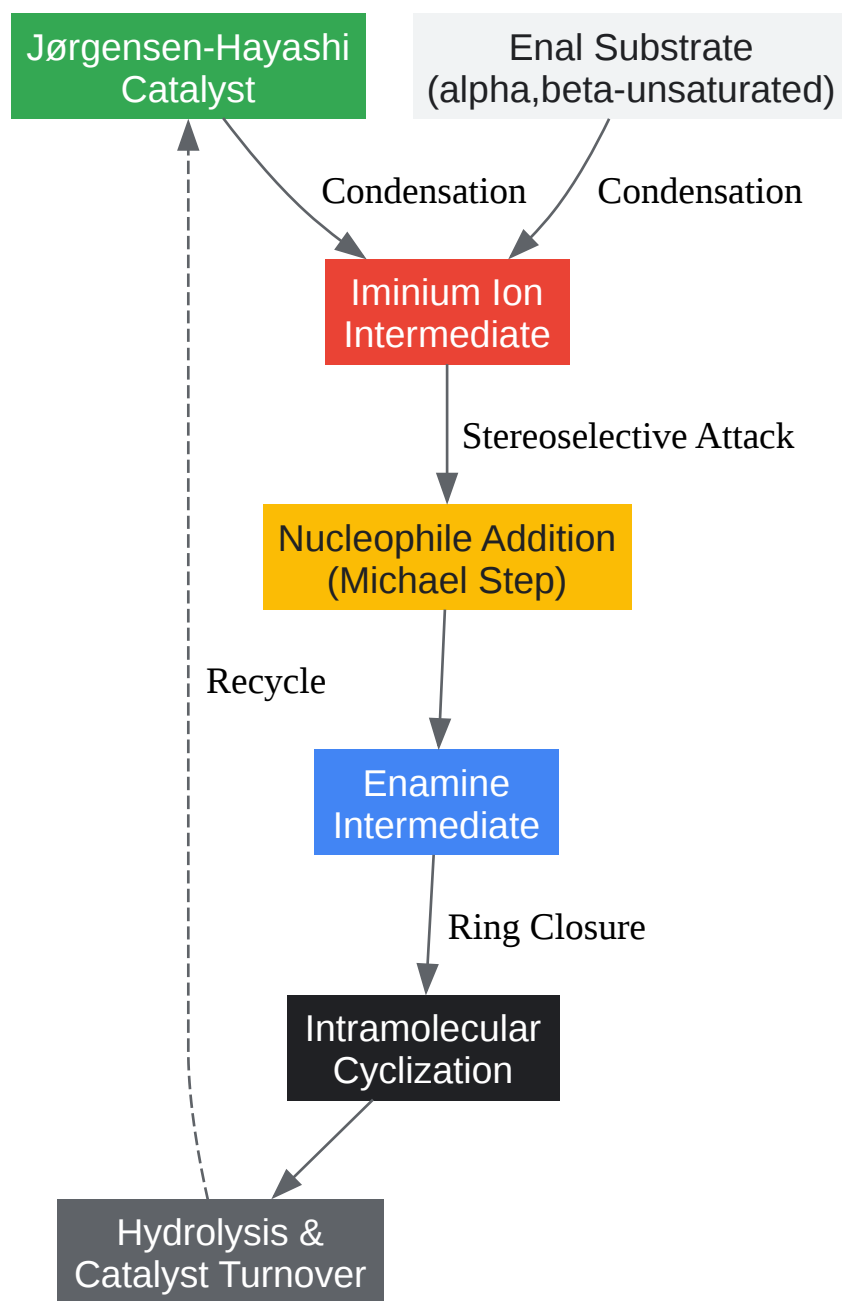 Jørgensen-Hayashi
Catalyst
Enal Substrate
(alpha,beta-unsaturated)
Condensation
Condensation
Iminium Ion
Intermediate
Stereoselective Attack
Nucleophile Addition
(Michael Step)
Recycle
Enamine
Intermediate
Ring Closure
Intramolecular
Cyclization
Hydrolysis &
Catalyst Turnover